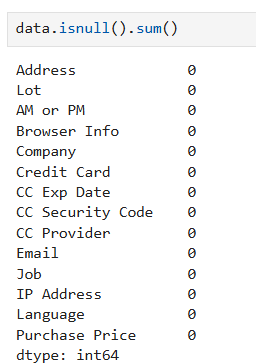 data.isnull().sum()
Address 0
Lot 0
AM or PM 0
Browser Info 0
Company 0
Credit Card 0
CC Exp Date 0
CC Security Code 0
CC Provider 0
Email 0
Job 0
IP Address 0
Language 0
Purchase Price 0
dtype: int64